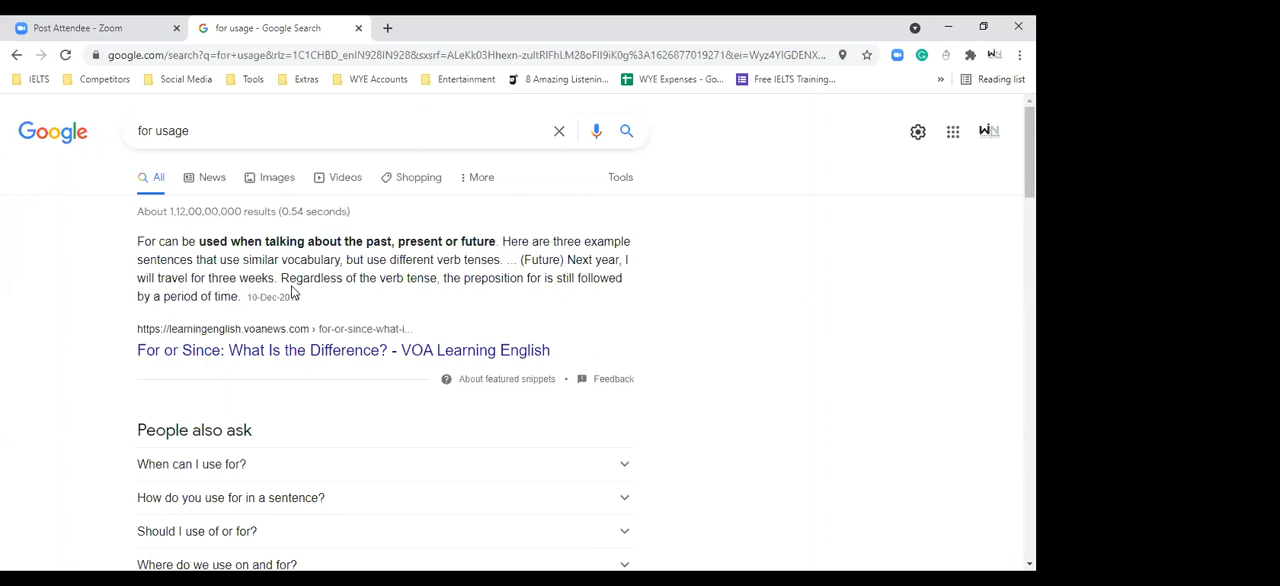 Post Attendee - Zoom
for usage - Google Search
google.com/search?q=for+usage&rlz=1C1CHBD_enIN928IN928&sxsrf=ALeKk03Hhexn-zultRIFhLM28oFII9iK0g%3A1626877019271&ei=Wyz4YIGDENX...
IELTS Competitors Social Media Tools Extras WYE Accounts Entertainment 8 Amazing Listenin... WYE Expenses - Go... Free IELTS Training... » Reading list
Google for usage WIN
All News Images Videos Shopping More Tools
About 1,12,00,00,000 results (0.54 seconds)
For can be used when talking about the past, present or future. Here are three example
sentences that use similar vocabulary, but use different verb tenses. ... (Future) Next year, I
will travel for three weeks. Regardless of the verb tense, the preposition for is still followed
by a period of time. 10-Dec-20
https://learningenglish.voanews.com › for-or-since-what-i...
For or Since: What Is the Difference? - VOA Learning English
About featured snippets • Feedback
People also ask
When can I use for?
How do you use for in a sentence?
Should I use of or for?
Where do we use on and for?